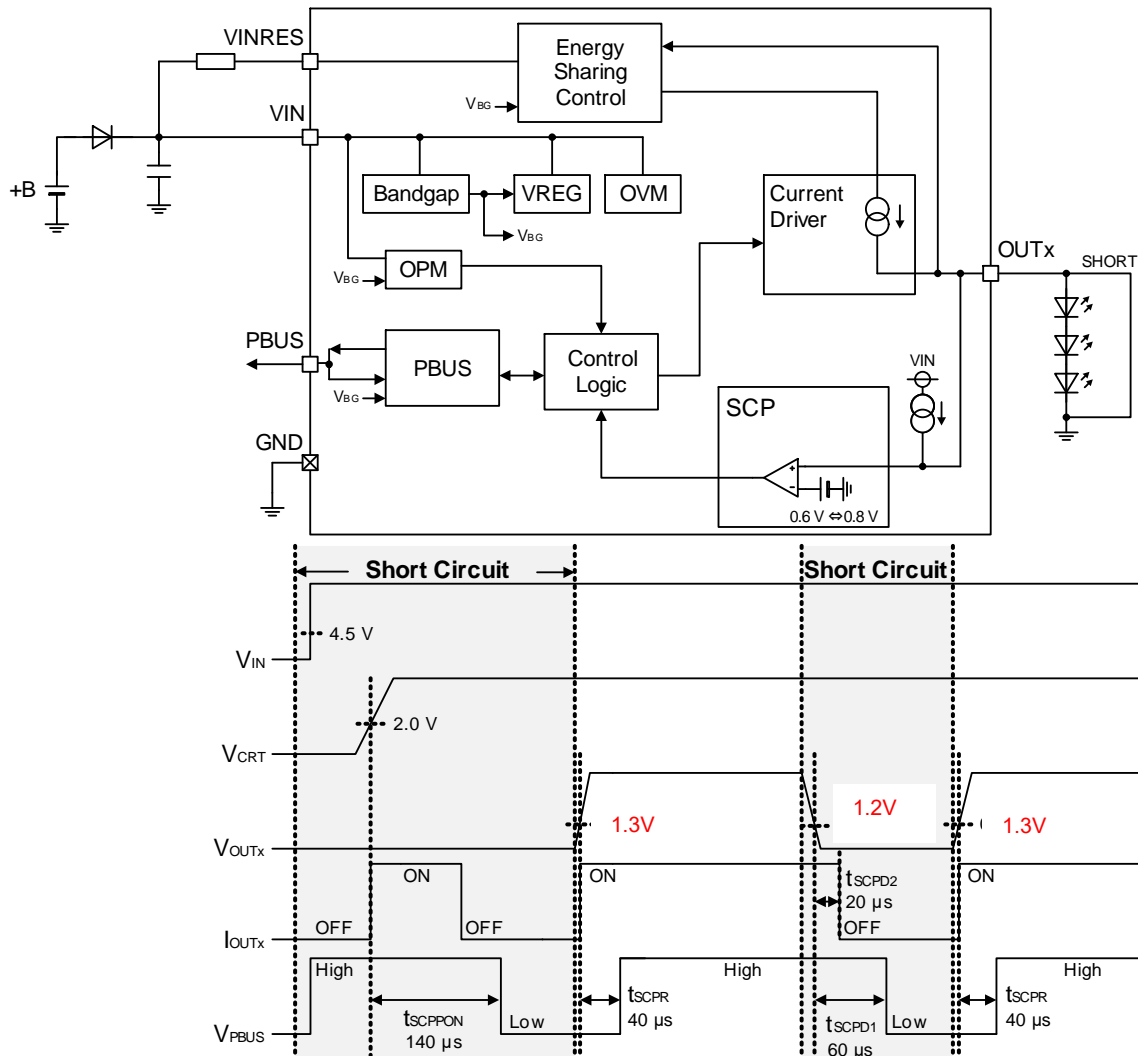 VINRES
Energy
Sharing
Control
VBG
VIN
+B
Bandgap
VREG
OVM
VBG
Current
Driver
OUTx
SHORT
VBG
OPM
PBUS
VBG
PBUS
Control
Logic
VIN
SCP
+
-
0.6 V ⇔ 0.8 V
GND
Short Circuit
Short Circuit
4.5 V
VIN
2.0 V
VCRT
1.3V
1.2V
1.3V
VOUTx
ON
ON
tSCPD2
20 µs
ON
OFF
OFF
OFF
IOUTx
High
tSCPPON
140 µs
Low
tSCPR
40 µs
High
tSCPD1
60 µs
Low
tSCPR
40 µs
High
VPBUS